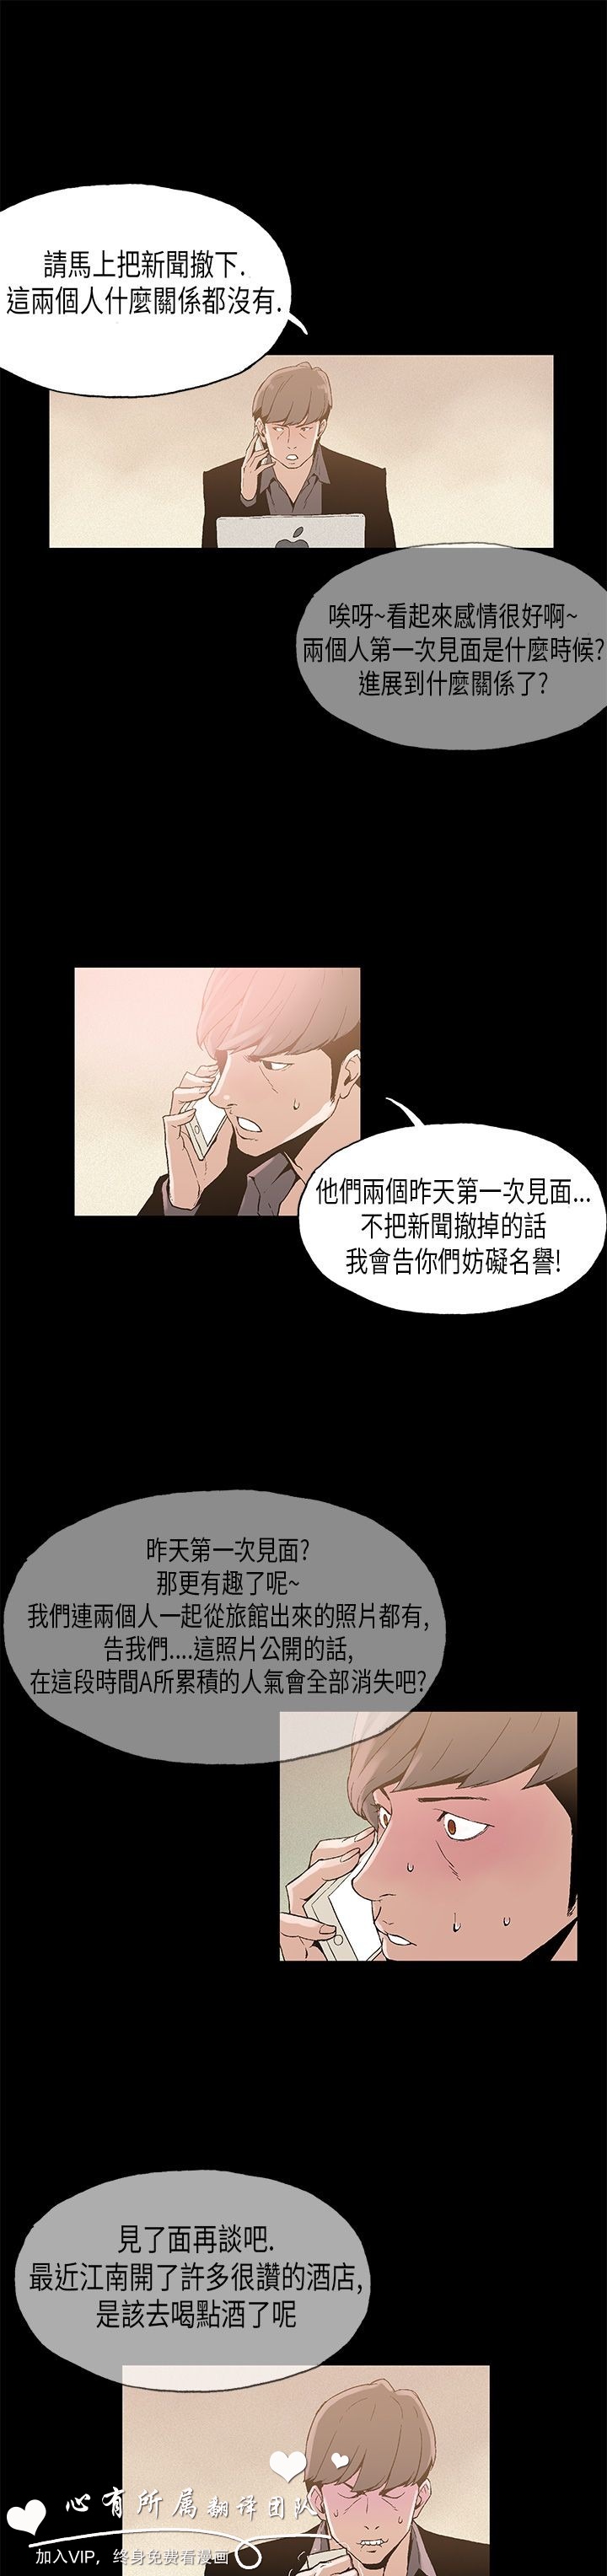 請馬上把新聞撤下.
這兩個人什麼關係都沒有.
唉呀~看起來感情很好啊~
兩個人第一次見面是什麼時候?
進展到什麼關係了?
他們兩個昨天第一次見面...
不把新聞撤掉的話
我會告你們妨礙名譽!
昨天第一次見面?
那更有趣了呢~
我們連兩個人一起從旅館出來的照片都有,
告我們....這照片公開的話,
在這段時間A所累積的人氣會全部消失吧?
見了面再談吧.
最近江南開了許多很讚的酒店,
是該去喝點酒了呢
心有所属翻译团队
加入VIP，终身免费看漫画